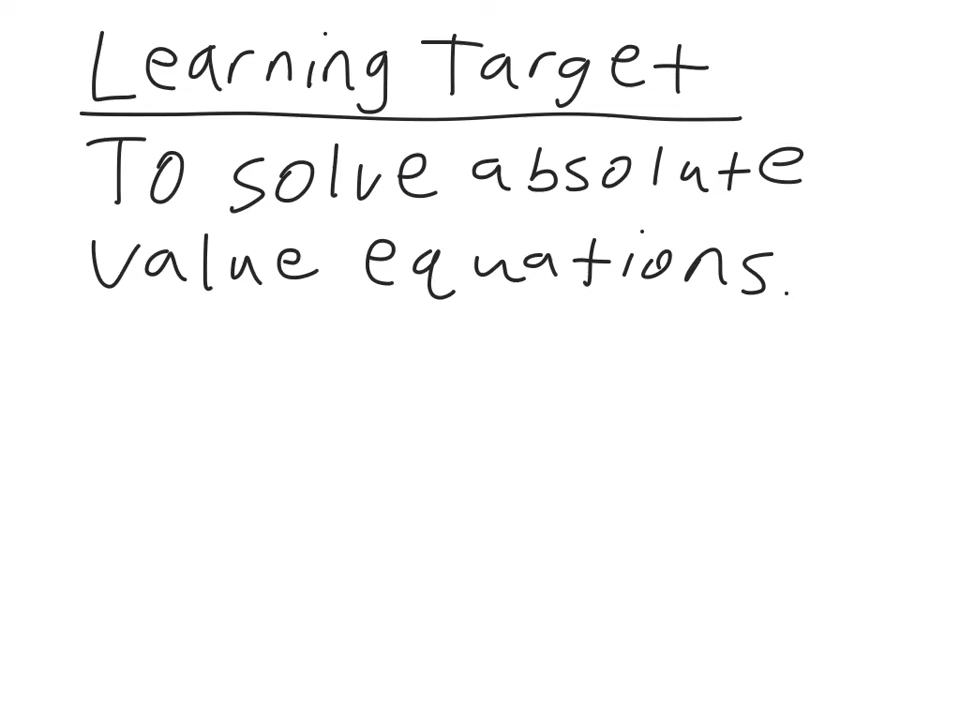 Learning Target
To solve absolute
value equations.